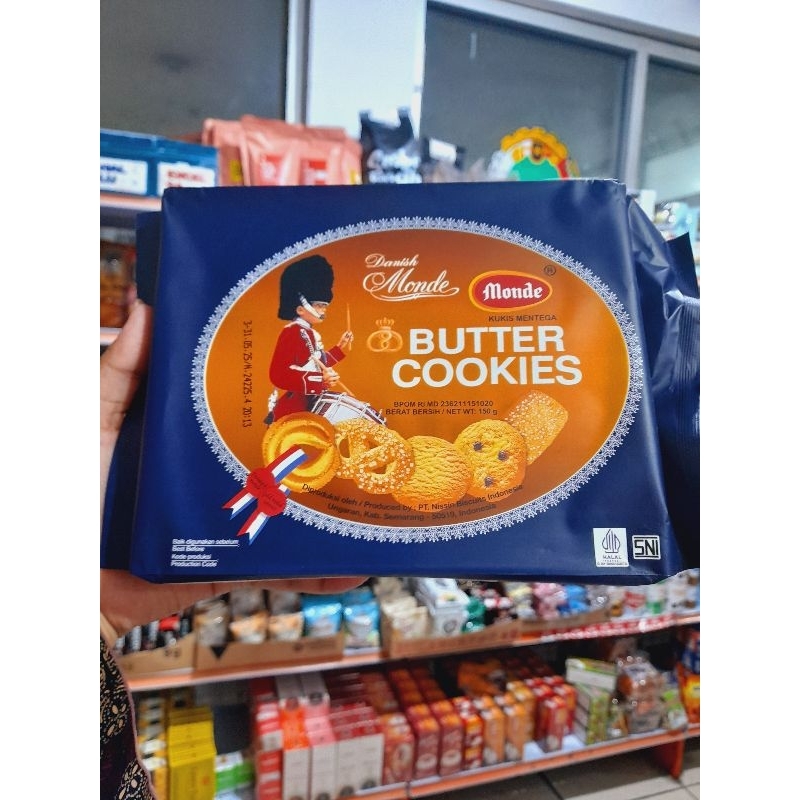 Danish
Monde
Monde
®
KUKIS MENTEGA
BUTTER
COOKIES
BPOM RI MD 236211151020
BERAT BERSIH / NET WT: 150 g
Diproduksi oleh / Produced by : PT. Nissin Biscuits Indonesia
Ungaran, Kab. Semarang - 50519, Indonesia
Baik digunakan sebelum
Best Before
Kode produksi
Production Code
HALAL
SNI